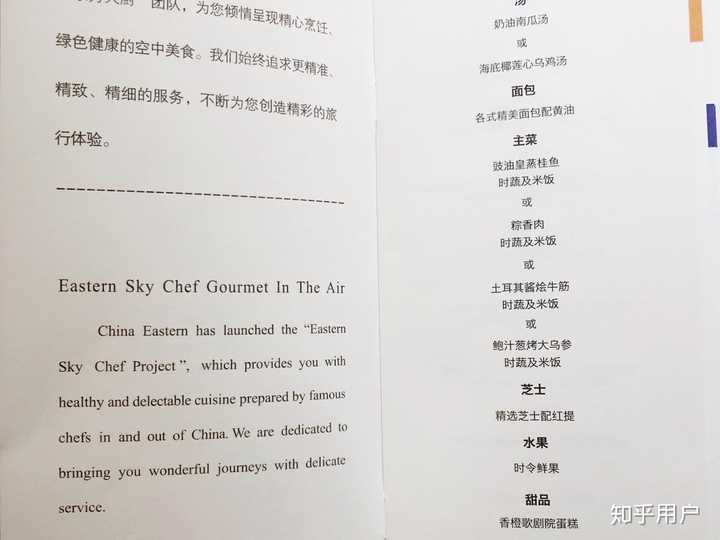 团队，为您倾情呈现精心烹饪、
绿色健康的空中美食。我们始终追求更精准、
精致、精细的服务，不断为您创造精彩的旅
行体验。
Eastern Sky Chef Gourmet In The Air
China Eastern has launched the “Eastern
Sky Chef Project”, which provides you with
healthy and delectable cuisine prepared by famous
chefs in and out of China. We are dedicated to
bringing you wonderful journeys with delicate
service.
汤
奶油南瓜汤
或
海底椰莲心乌鸡汤
面包
各式精美面包配黄油
主菜
豉油皇蒸桂鱼
时蔬及米饭
或
粽香肉
时蔬及米饭
或
土耳其酱烩牛筋
时蔬及米饭
或
鲍汁葱烤大乌参
时蔬及米饭
芝士
精选芝士配红提
水果
时令鲜果
甜品
香橙歌剧院蛋糕
知乎用户